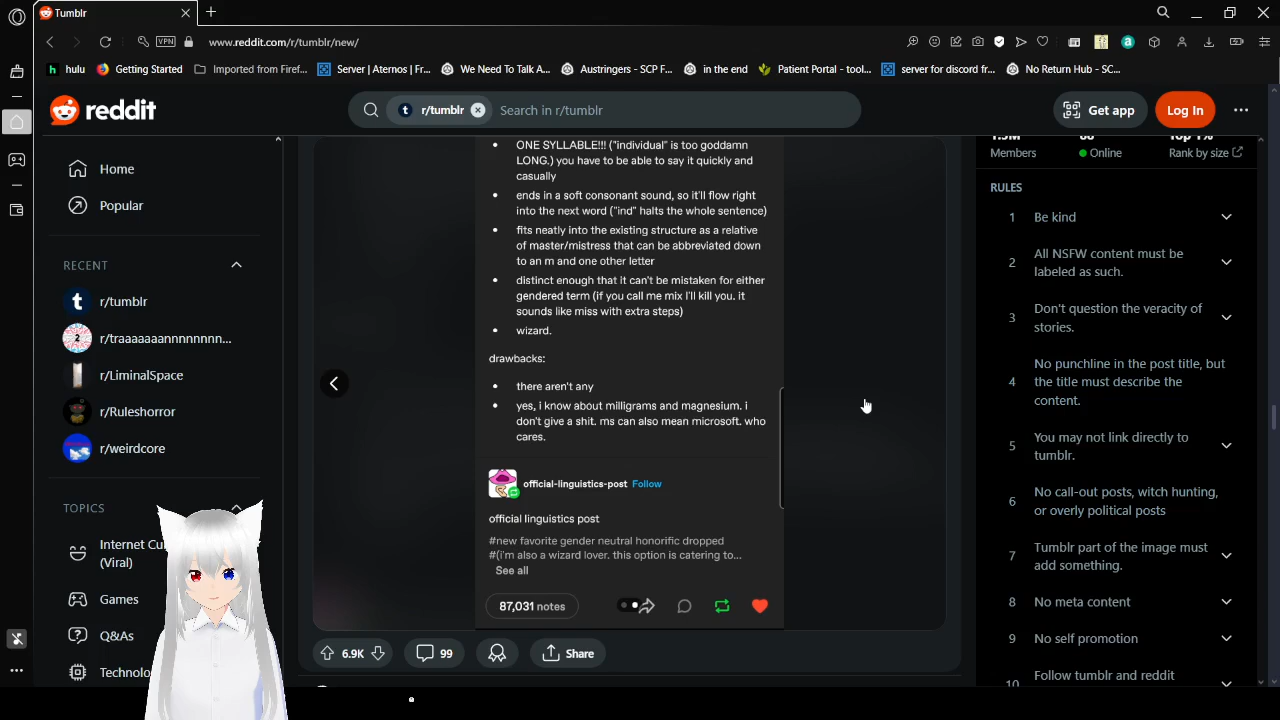 Tumblr
VPN
www.reddit.com/r/tumblr/new/
hulu
Getting Started
Imported from Firef...
Server | Aternos | Fr...
We Need To Talk A...
Austringers - SCP F...
in the end
Patient Portal - tool...
server for discord fr...
No Return Hub - SC...
reddit
r/tumblr
Search in r/tumblr
Get app
Log In
Home
Popular
RECENT
r/tumblr
r/traaaaaaannnnnnnn...
r/LiminalSpace
r/Ruleshorror
r/weirdcore
TOPICS
Internet Cu
(Viral)
Games
Q&As
Technolo
ONE SYLLABLE!!! ("individual" is too goddamn
LONG.) you have to be able to say it quickly and
casually
ends in a soft consonant sound, so it'll flow right
into the next word ("ind" halts the whole sentence)
fits neatly into the existing structure as a relative
of master/mistress that can be abbreviated down
to an m and one other letter
distinct enough that it can't be mistaken for either
gendered term (if you call me mix I'll kill you. it
sounds like miss with extra steps)
wizard.
drawbacks:
there aren't any
yes, i know about milligrams and magnesium. i
don't give a shit. ms can also mean microsoft. who
cares.
official-linguistics-post Follow
official linguistics post
#new favorite gender neutral honorific dropped
#(i'm also a wizard lover. this option is catering to...
See all
87,031 notes
6.9K
99
Share
Members
Online
Top 1%
Rank by size
RULES
1 Be kind
2 All NSFW content must be
labeled as such.
3 Don't question the veracity of
stories.
4 No punchline in the post title, but
the title must describe the
content.
5 You may not link directly to
tumblr.
6 No call-out posts, witch hunting,
or overly political posts
7 Tumblr part of the image must
add something.
8 No meta content
9 No self promotion
10 Follow tumblr and reddit